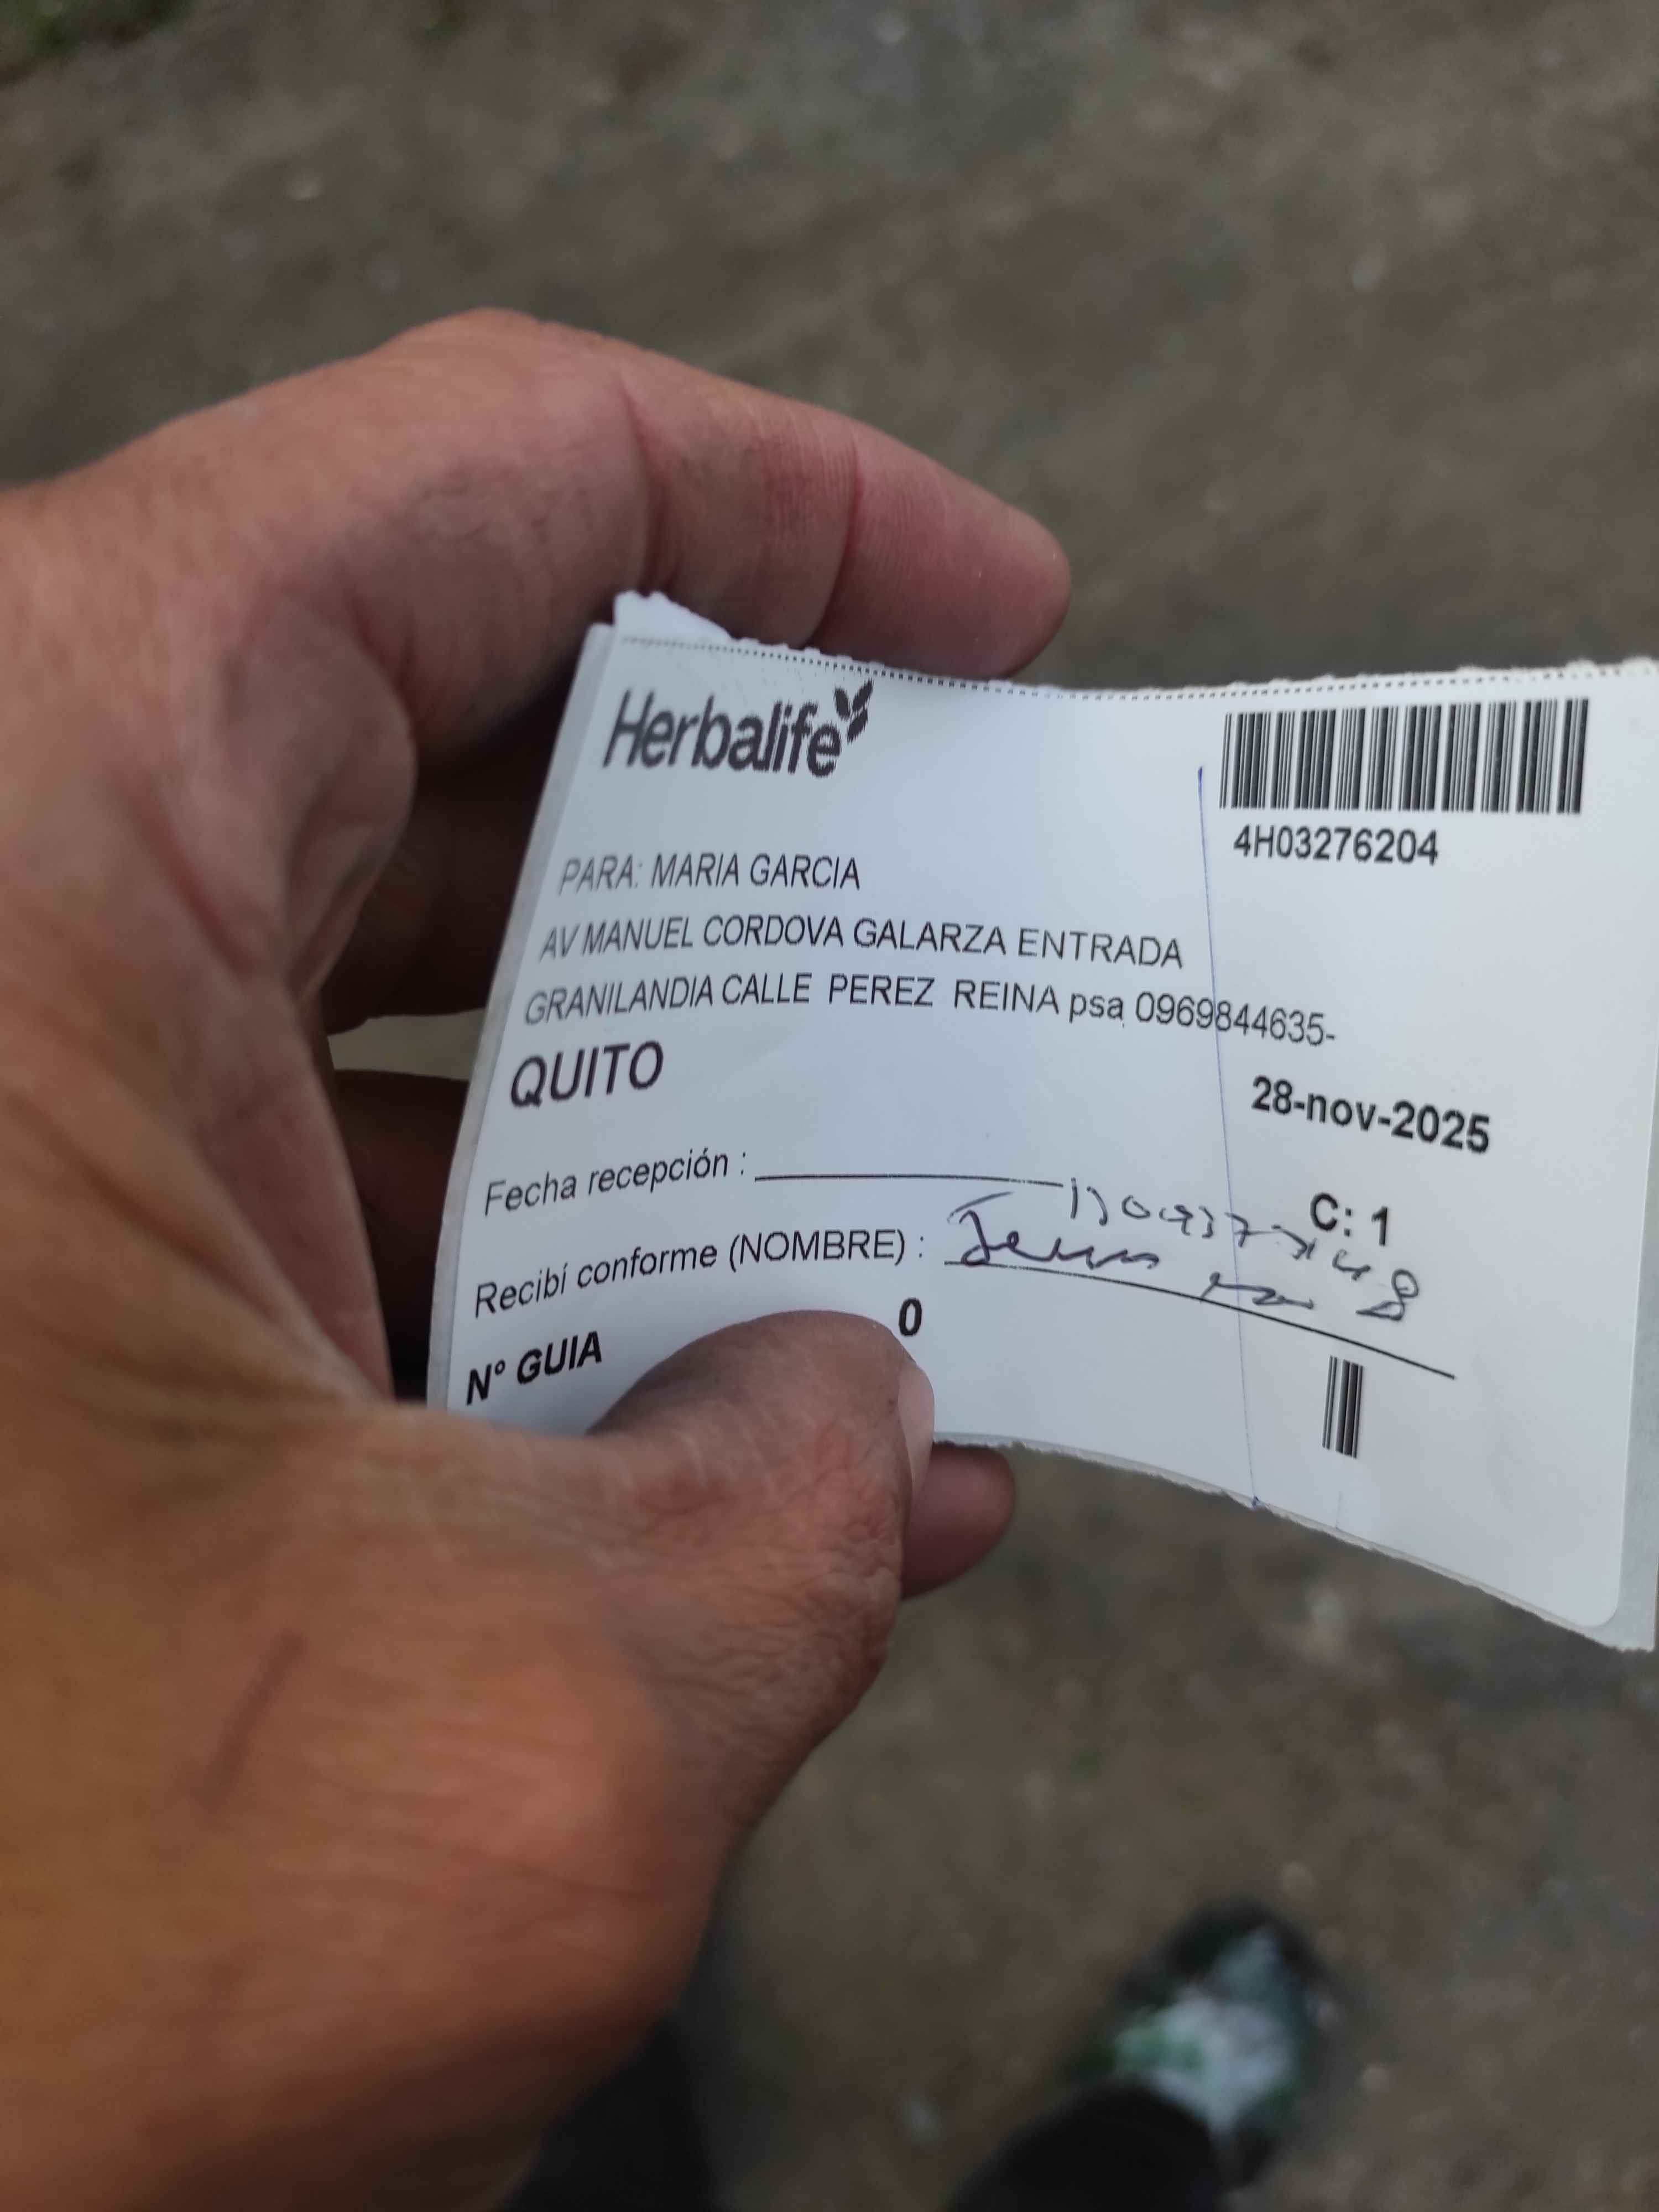 Herbalife
4H03276204
PARA: MARIA GARCIA
AV MANUEL CORDOVA GALARZA ENTRADA
GRANILANDIA CALLE PEREZ REINA psa 0969844635-
QUITO
28-nov-2025
Fecha recepción :
C: 1
Recibí conforme (NOMBRE) :
N° GUIA 0